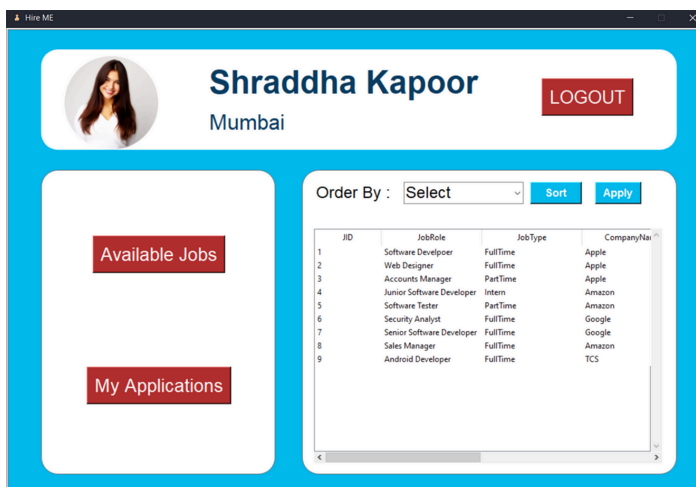 Hire ME
Shraddha Kapoor
Mumbai
LOGOUT
Available Jobs
My Applications
Order By : Select Sort Apply
JID JobRole JobType CompanyNa
1 Software Develpoer FullTime Apple
2 Web Designer FullTime Apple
3 Accounts Manager PartTime Apple
4 Junior Software Developer Intern Amazon
5 Software Tester PartTime Amazon
6 Security Analyst FullTime Google
7 Senior Software Developer FullTime Google
8 Sales Manager FullTime Amazon
9 Android Developer FullTime TCS